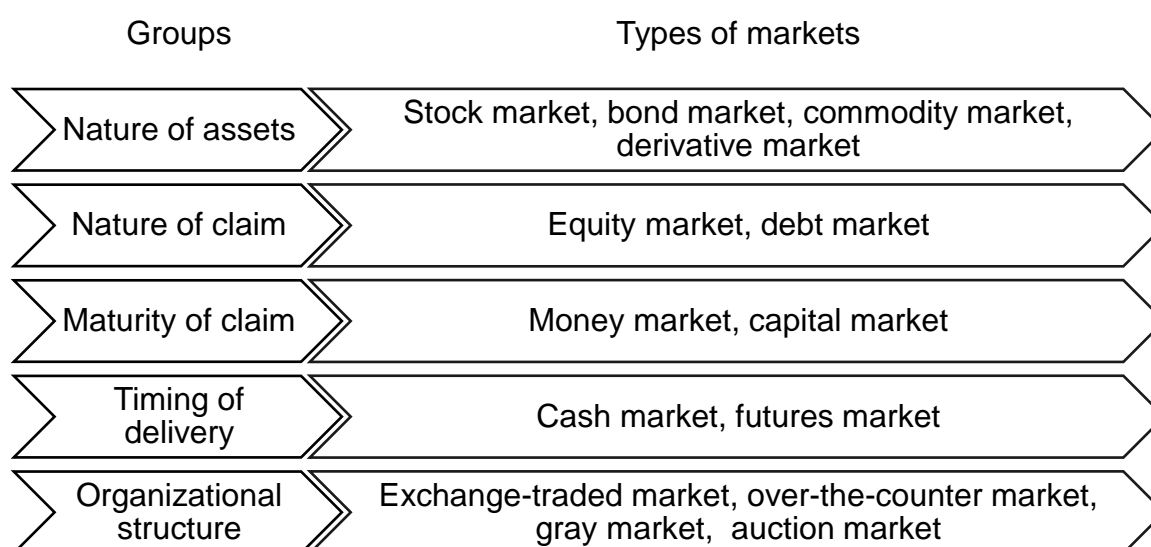 Groups
Types of markets
Nature of assets
Stock market, bond market, commodity market,
derivative market
Nature of claim
Equity market, debt market
Maturity of claim
Money market, capital market
Timing of
delivery
Cash market, futures market
Organizational
structure
Exchange-traded market, over-the-counter market,
gray market,  auction market